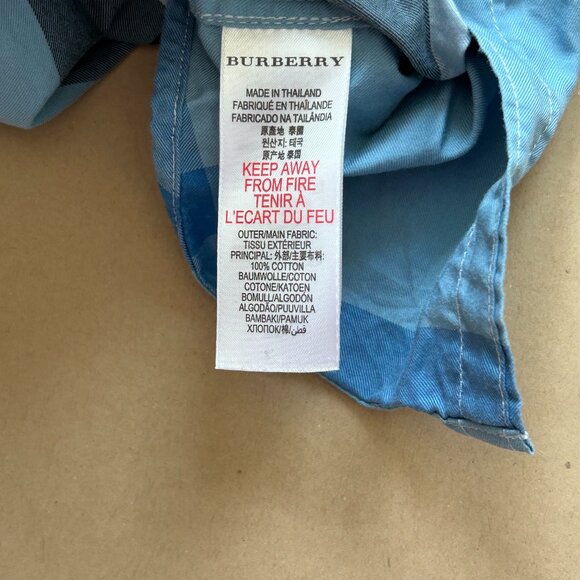 BURBERRY
MADE IN THAILAND
FABRIQUÉ EN THAÏLANDE
FABRICADO NA TAILÂNDIA
原產地 泰國
원산지: 태국
原产地 泰国
KEEP AWAY
FROM FIRE
TENIR À
L'ECART DU FEU
OUTER/MAIN FABRIC:
TISSU EXTÉRIEUR
PRINCIPAL: 外部/主要布料:
100% COTTON
BAUMWOLLE/COTON
COTONE/KATOEN
BOMULL/ALGODÓN
ALGODÃO/PUUVILLA
BAMBAKI/PAMUK
ХЛОПОК/棉/قطن